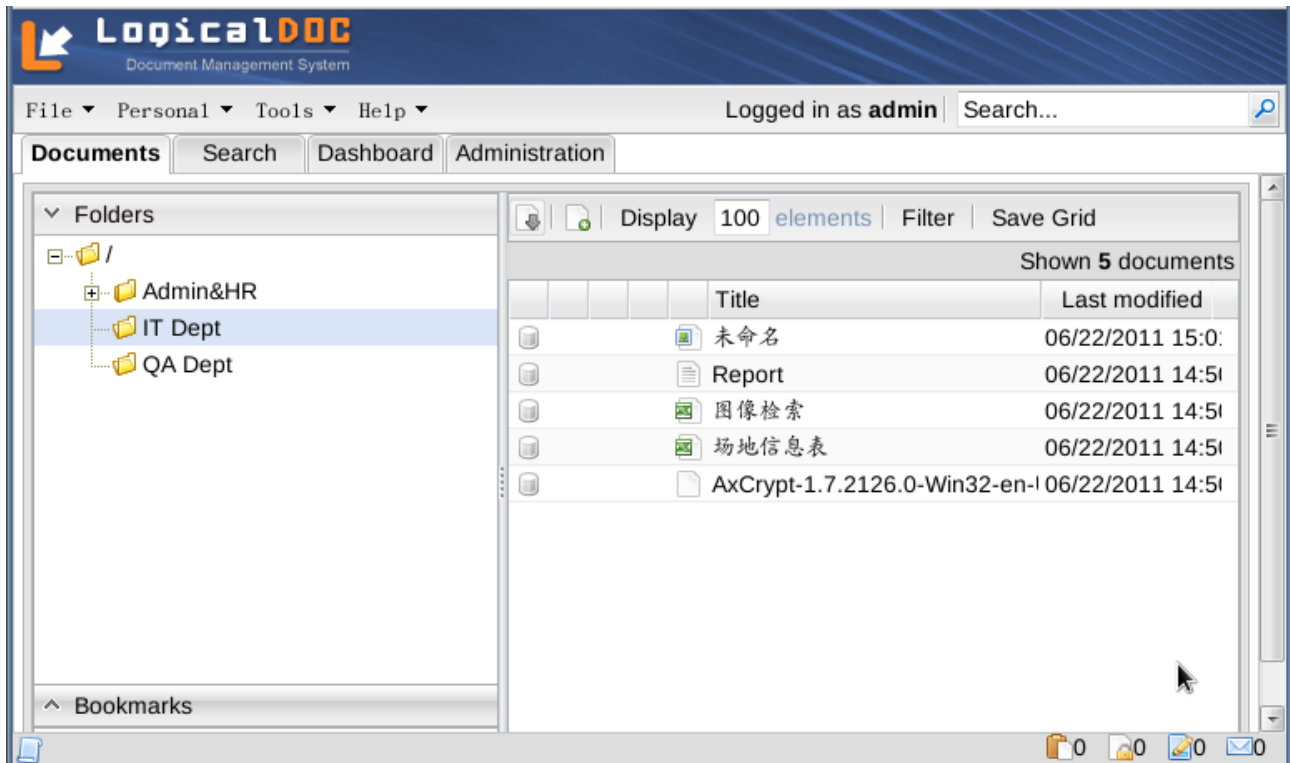 LogicalDOC
Document Management System
File Personal Tools Help Logged in as admin Search...
Documents Search Dashboard Administration
Folders
Display 100 elements Filter Save Grid
/
Shown 5 documents
Admin&HR
Title Last modified
IT Dept
未命名 06/22/2011 15:0
QA Dept
Report 06/22/2011 14:5
图像检索 06/22/2011 14:5
场地信息表 06/22/2011 14:5
AxCrypt-1.7.2126.0-Win32-en- 06/22/2011 14:5
Bookmarks
0 0 0 0